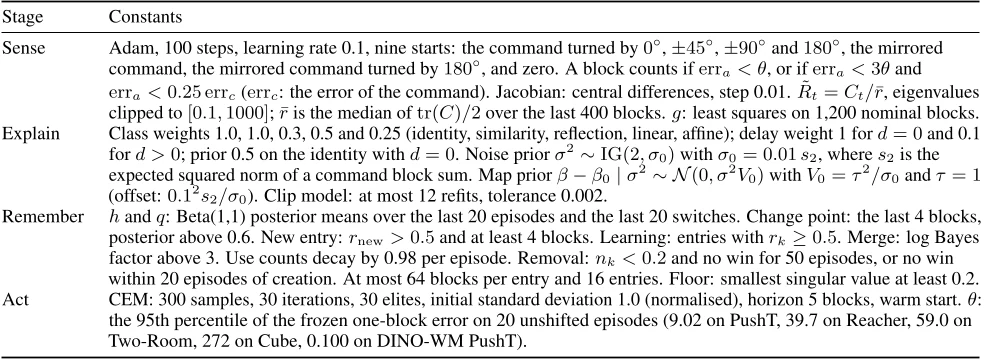 Stage Constants
Sense Adam, 100 steps, learning rate 0.1, nine starts: the command turned by 0°, ±45°, ±90° and 180°, the mirrored
command, the mirrored command turned by 180°, and zero. A block counts if err_a < θ, or if err_a < 3θ and
err_a < 0.25 err_c (err_c: the error of the command). Jacobian: central differences, step 0.01. R̃_t = C_t/r̄, eigenvalues
clipped to [0.1, 1000]; r̄ is the median of tr(C)/2 over the last 400 blocks. g: least squares on 1,200 nominal blocks.
Explain Class weights 1.0, 1.0, 0.3, 0.5 and 0.25 (identity, similarity, reflection, linear, affine); delay weight 1 for d = 0 and 0.1
for d > 0; prior 0.5 on the identity with d = 0. Noise prior σ² ∼ IG(2, σ₀) with σ₀ = 0.01 s₂, where s₂ is the
expected squared norm of a command block sum. Map prior β − β₀ | σ² ∼ 𝒩(0, σ²V₀) with V₀ = τ²/σ₀ and τ = 1
(offset: 0.1²s₂/σ₀). Clip model: at most 12 refits, tolerance 0.002.
Remember h and q: Beta(1,1) posterior means over the last 20 episodes and the last 20 switches. Change point: the last 4 blocks,
posterior above 0.6. New entry: r_new > 0.5 and at least 4 blocks. Learning: entries with r_k ≥ 0.5. Merge: log Bayes
factor above 3. Use counts decay by 0.98 per episode. Removal: n_k < 0.2 and no win for 50 episodes, or no win
within 20 episodes of creation. At most 64 blocks per entry and 16 entries. Floor: smallest singular value at least 0.2.
Act CEM: 300 samples, 30 iterations, 30 elites, initial standard deviation 1.0 (normalised), horizon 5 blocks, warm start. θ:
the 95th percentile of the frozen one-block error on 20 unshifted episodes (9.02 on PushT, 39.7 on Reacher, 59.0 on
Two-Room, 272 on Cube, 0.100 on DINO-WM PushT).